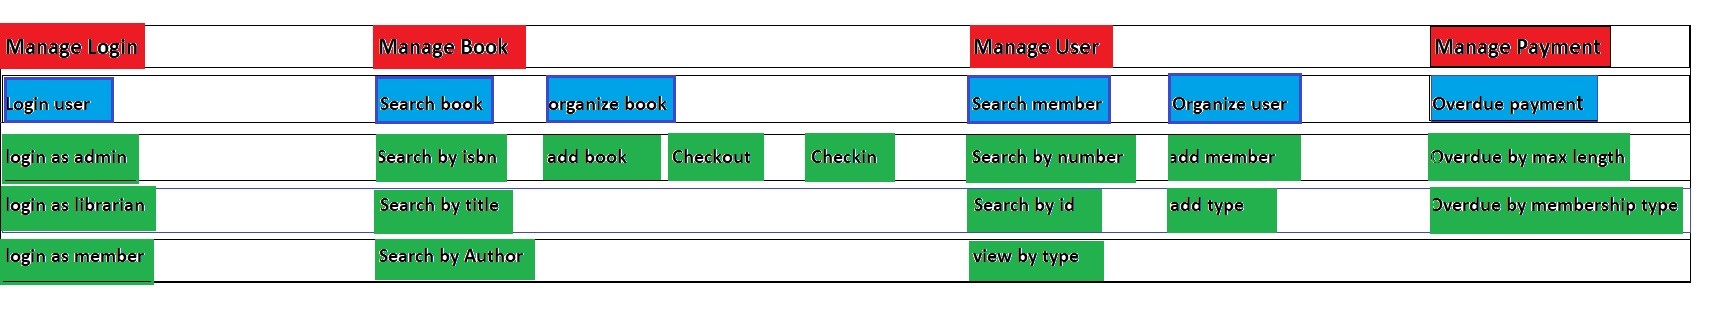 Manage Login Manage Book Manage User Manage Payment
Login user Search book organize book Search member Organize user Overdue payment
login as admin Search by isbn add book Checkout Checkin Search by number add member Overdue by max length
login as librarian Search by title Search by id add type Overdue by membership type
login as member Search by Author view by type